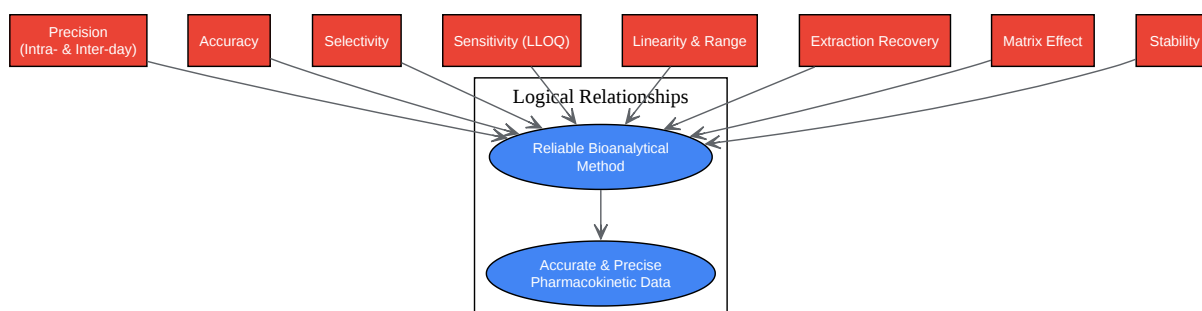 Precision
(Intra- & Inter-day)
Accuracy
Selectivity
Sensitivity (LLOQ)
Linearity & Range
Extraction Recovery
Matrix Effect
Stability
Logical Relationships
Reliable Bioanalytical
Method
Accurate & Precise
Pharmacokinetic Data